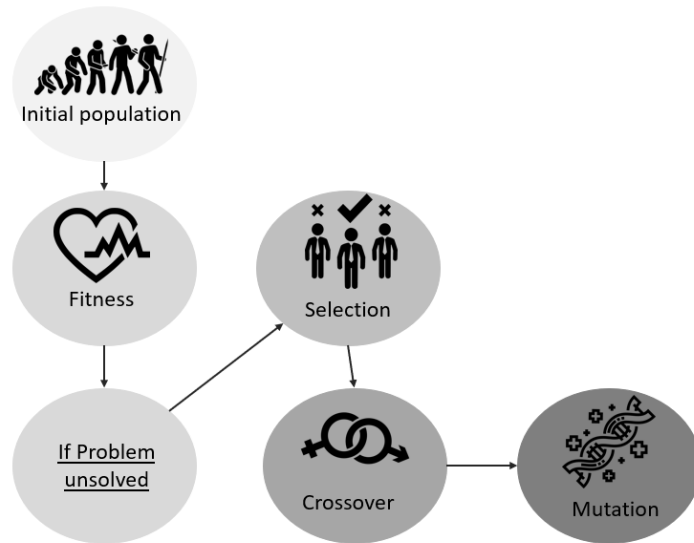 Initial population
Fitness
If Problem
unsolved
Selection
Crossover
Mutation